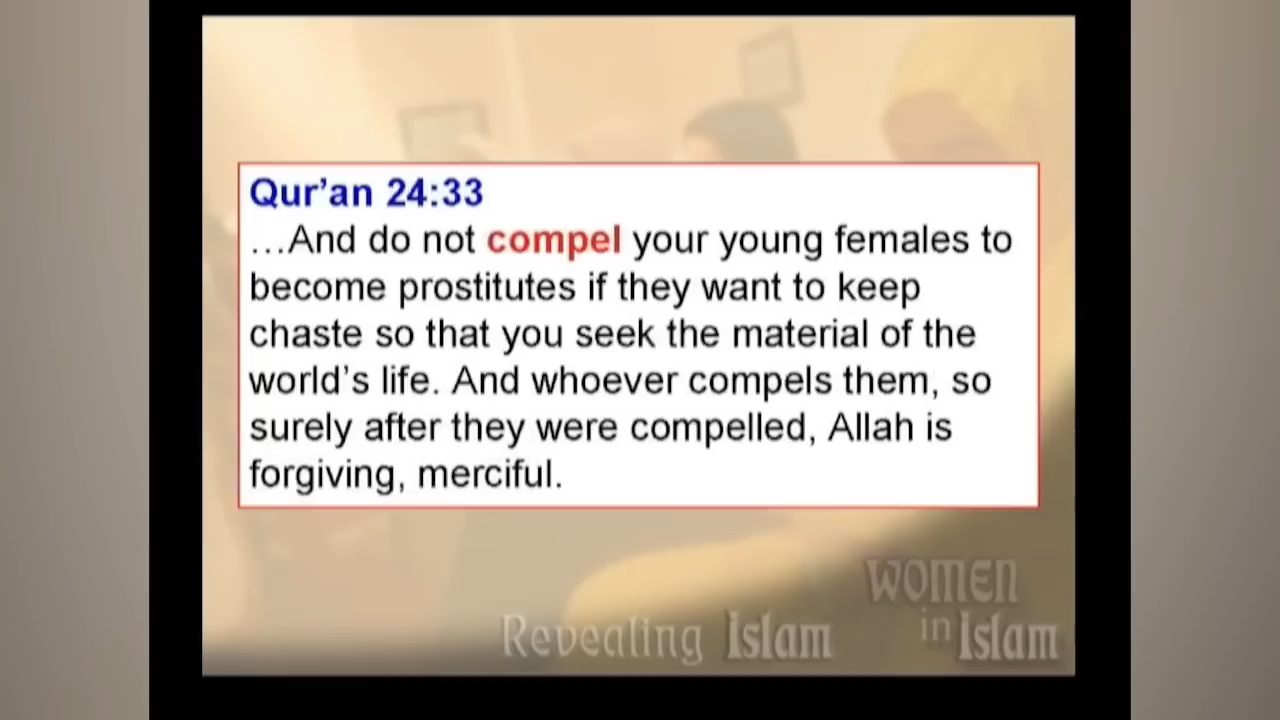 Qur’an 24:33
…And do not compel your young females to
become prostitutes if they want to keep
chaste so that you seek the material of the
world’s life. And whoever compels them, so
surely after they were compelled, Allah is
forgiving, merciful.
Revealing Islam
WOMEN
in Islam